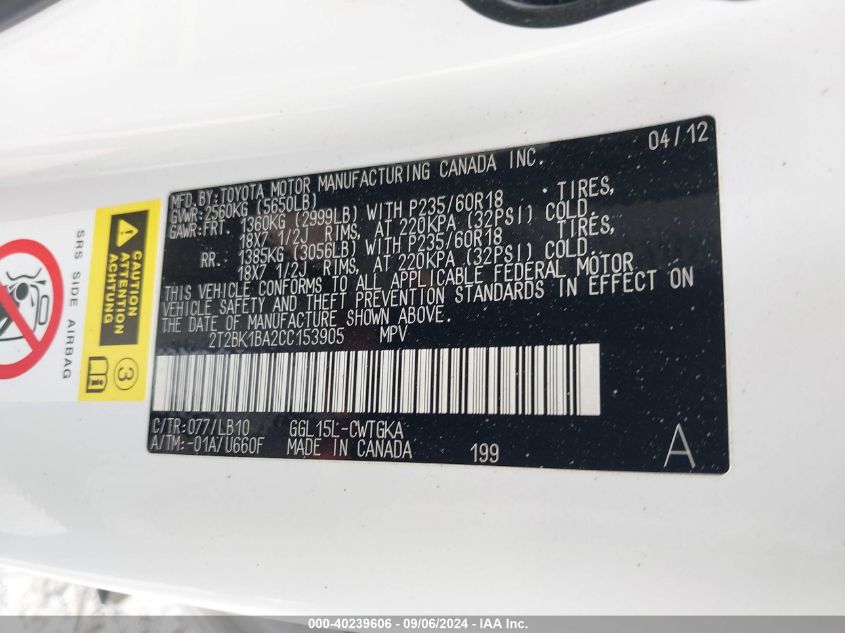 04/12
MFD.BY:TOYOTA MOTOR MANUFACTURING CANADA INC.
GVWR:2560KG (5650LB)
GAWR:FRT. 1360KG (2999LB) WITH P235/60R18 TIRES,
18X7 1/2J RIMS, AT 220KPA (32PSI) COLD.
RR. 1385KG (3056LB) WITH P235/60R18 TIRES,
18X7 1/2J RIMS, AT 220KPA (32PSI) COLD.
THIS VEHICLE CONFORMS TO ALL APPLICABLE FEDERAL MOTOR
VEHICLE SAFETY AND THEFT PREVENTION STANDARDS IN EFFECT ON
THE DATE OF MANUFACTURE SHOWN ABOVE.
2T2BK1BA2CC153905 MPV
C/TR:077/LB10 GGL15L-CWTGKA
A/TM:-01A/U660F MADE IN CANADA 199 A
SRS SIDE AIRBAG
CAUTION
ATTENTION
ACHTUNG
3
000-40239606 - 09/06/2024 - IAA Inc.